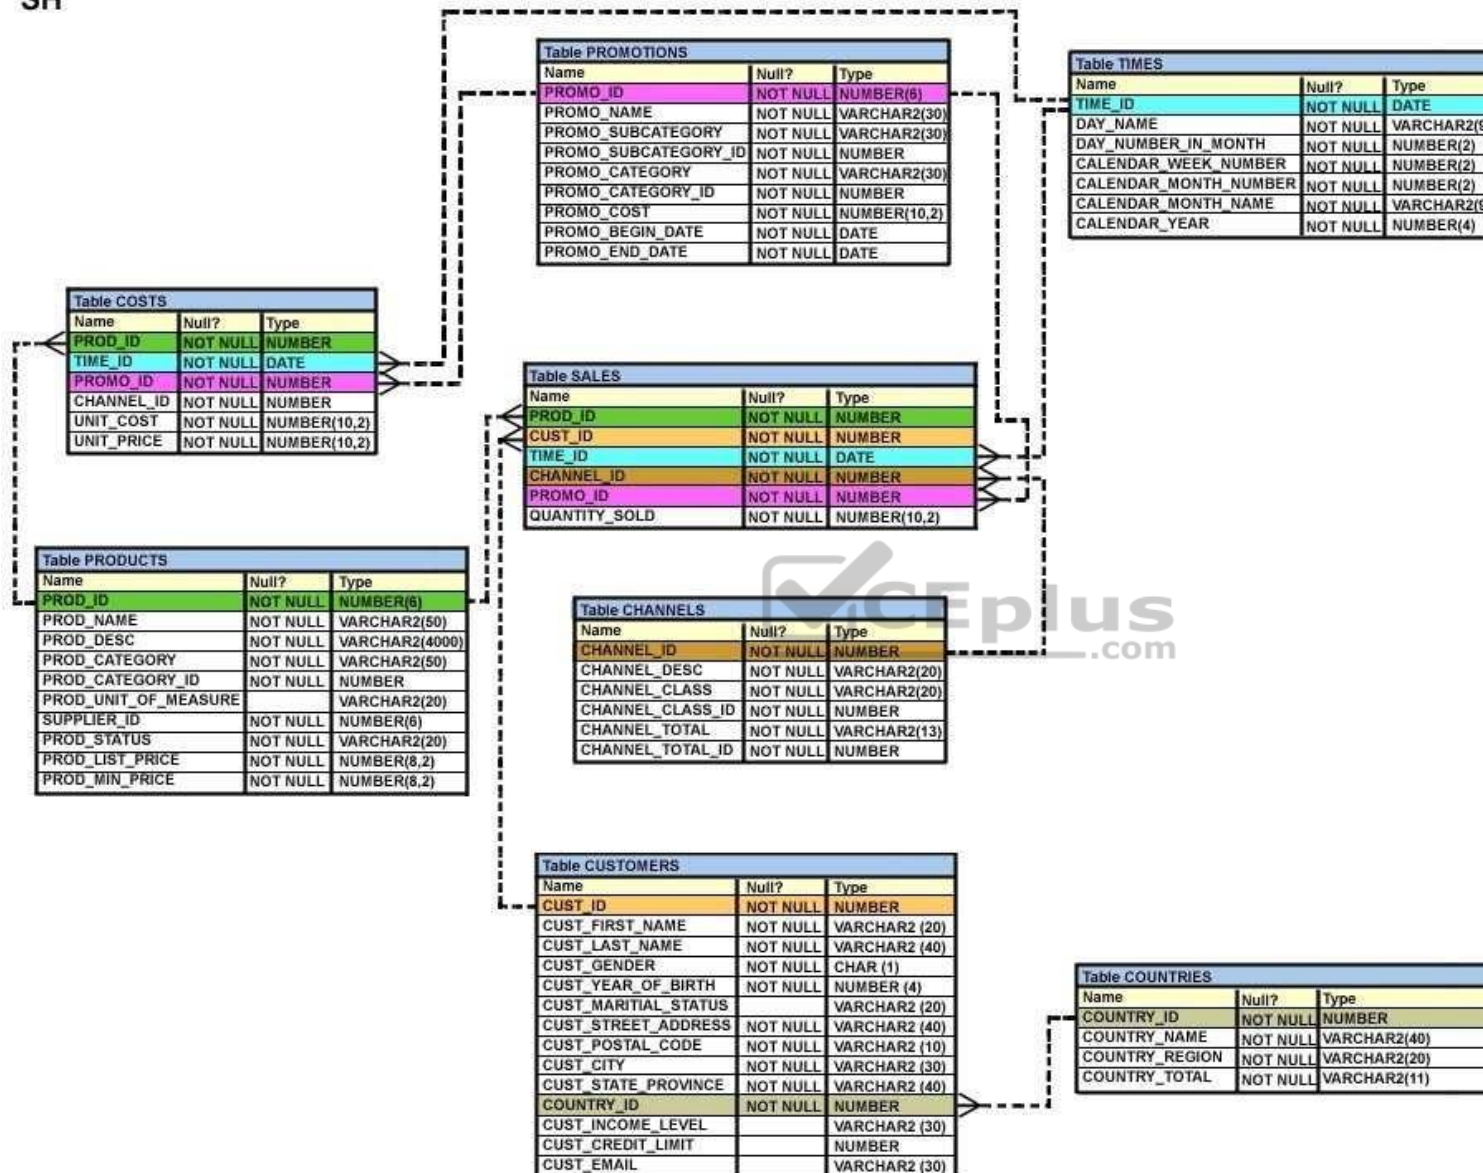 SH
Table PROMOTIONS
Name Null? Type
PROMO_ID NOT NULL NUMBER(6)
PROMO_NAME NOT NULL VARCHAR2(30)
PROMO_SUBCATEGORY NOT NULL VARCHAR2(30)
PROMO_SUBCATEGORY_ID NOT NULL NUMBER
PROMO_CATEGORY NOT NULL VARCHAR2(30)
PROMO_CATEGORY_ID NOT NULL NUMBER
PROMO_COST NOT NULL NUMBER(10,2)
PROMO_BEGIN_DATE NOT NULL DATE
PROMO_END_DATE NOT NULL DATE
Table TIMES
Name Null? Type
TIME_ID NOT NULL DATE
DAY_NAME NOT NULL VARCHAR2(9
DAY_NUMBER_IN_MONTH NOT NULL NUMBER(2)
CALENDAR_WEEK_NUMBER NOT NULL NUMBER(2)
CALENDAR_MONTH_NUMBER NOT NULL NUMBER(2)
CALENDAR_MONTH_NAME NOT NULL VARCHAR2(9
CALENDAR_YEAR NOT NULL NUMBER(4)
Table COSTS
Name Null? Type
PROD_ID NOT NULL NUMBER
TIME_ID NOT NULL DATE
PROMO_ID NOT NULL NUMBER
CHANNEL_ID NOT NULL NUMBER
UNIT_COST NOT NULL NUMBER(10,2)
UNIT_PRICE NOT NULL NUMBER(10,2)
Table SALES
Name Null? Type
PROD_ID NOT NULL NUMBER
CUST_ID NOT NULL NUMBER
TIME_ID NOT NULL DATE
CHANNEL_ID NOT NULL NUMBER
PROMO_ID NOT NULL NUMBER
QUANTITY_SOLD NOT NULL NUMBER(10,2)
Table PRODUCTS
Name Null? Type
PROD_ID NOT NULL NUMBER(6)
PROD_NAME NOT NULL VARCHAR2(50)
PROD_DESC NOT NULL VARCHAR2(4000)
PROD_CATEGORY NOT NULL VARCHAR2(50)
PROD_CATEGORY_ID NOT NULL NUMBER
PROD_UNIT_OF_MEASURE VARCHAR2(20)
SUPPLIER_ID NOT NULL NUMBER(6)
PROD_STATUS NOT NULL VARCHAR2(20)
PROD_LIST_PRICE NOT NULL NUMBER(8,2)
PROD_MIN_PRICE NOT NULL NUMBER(8,2)
Table CHANNELS
Name Null? Type
CHANNEL_ID NOT NULL NUMBER
CHANNEL_DESC NOT NULL VARCHAR2(20)
CHANNEL_CLASS NOT NULL VARCHAR2(20)
CHANNEL_CLASS_ID NOT NULL NUMBER
CHANNEL_TOTAL NOT NULL VARCHAR2(13)
CHANNEL_TOTAL_ID NOT NULL NUMBER
CEplus
.com
Table CUSTOMERS
Name Null? Type
CUST_ID NOT NULL NUMBER
CUST_FIRST_NAME NOT NULL VARCHAR2 (20)
CUST_LAST_NAME NOT NULL VARCHAR2 (40)
CUST_GENDER NOT NULL CHAR (1)
CUST_YEAR_OF_BIRTH NOT NULL NUMBER (4)
CUST_MARITIAL_STATUS VARCHAR2 (20)
CUST_STREET_ADDRESS NOT NULL VARCHAR2 (40)
CUST_POSTAL_CODE NOT NULL VARCHAR2 (10)
CUST_CITY NOT NULL VARCHAR2 (30)
CUST_STATE_PROVINCE NOT NULL VARCHAR2 (40)
COUNTRY_ID NOT NULL NUMBER
CUST_INCOME_LEVEL VARCHAR2 (30)
CUST_CREDIT_LIMIT NUMBER
CUST_EMAIL VARCHAR2 (30)
Table COUNTRIES
Name Null? Type
COUNTRY_ID NOT NULL NUMBER
COUNTRY_NAME NOT NULL VARCHAR2(40)
COUNTRY_REGION NOT NULL VARCHAR2(20)
COUNTRY_TOTAL NOT NULL VARCHAR2(11)